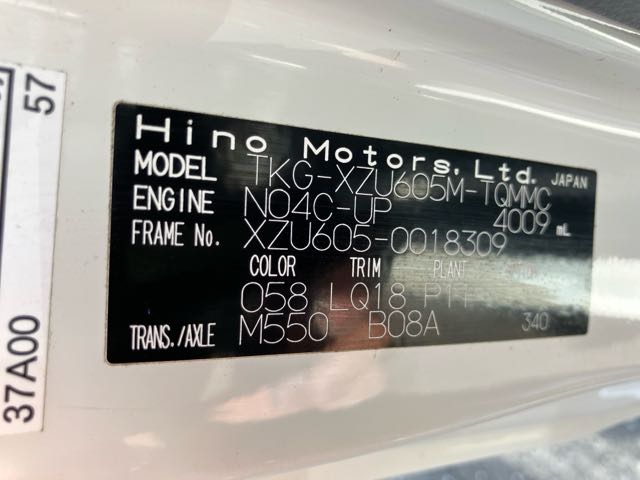 Hino Motors, Ltd. JAPAN
MODEL TKG-XZU605M-TQMMC
ENGINE N04C-UP 4009 mL
FRAME No. XZU605-0018309
COLOR TRIM PLANT
058 LQ18 P11
TRANS./AXLE M550 B08A 340
37A00 57